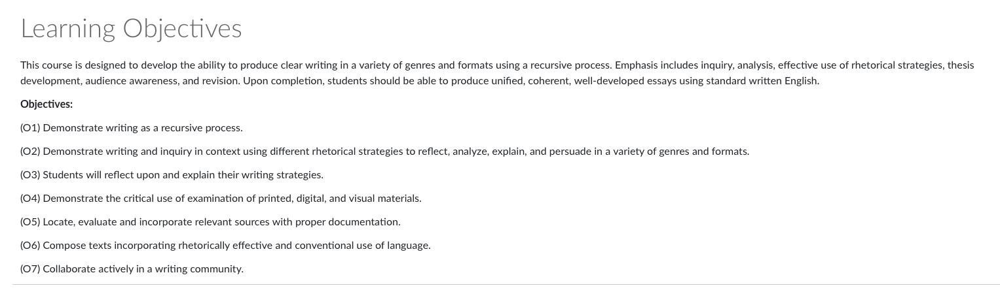 Learning Objectives
This course is designed to develop the ability to produce clear writing in a variety of genres and formats using a recursive process. Emphasis includes inquiry, analysis, effective use of rhetorical strategies, thesis
development, audience awareness, and revision. Upon completion, students should be able to produce unified, coherent, well-developed essays using standard written English.
Objectives:
(O1) Demonstrate writing as a recursive process.
(O2) Demonstrate writing and inquiry in context using different rhetorical strategies to reflect, analyze, explain, and persuade in a variety of genres and formats.
(O3) Students will reflect upon and explain their writing strategies.
(O4) Demonstrate the critical use of examination of printed, digital, and visual materials.
(O5) Locate, evaluate and incorporate relevant sources with proper documentation.
(O6) Compose texts incorporating rhetorically effective and conventional use of language.
(O7) Collaborate actively in a writing community.